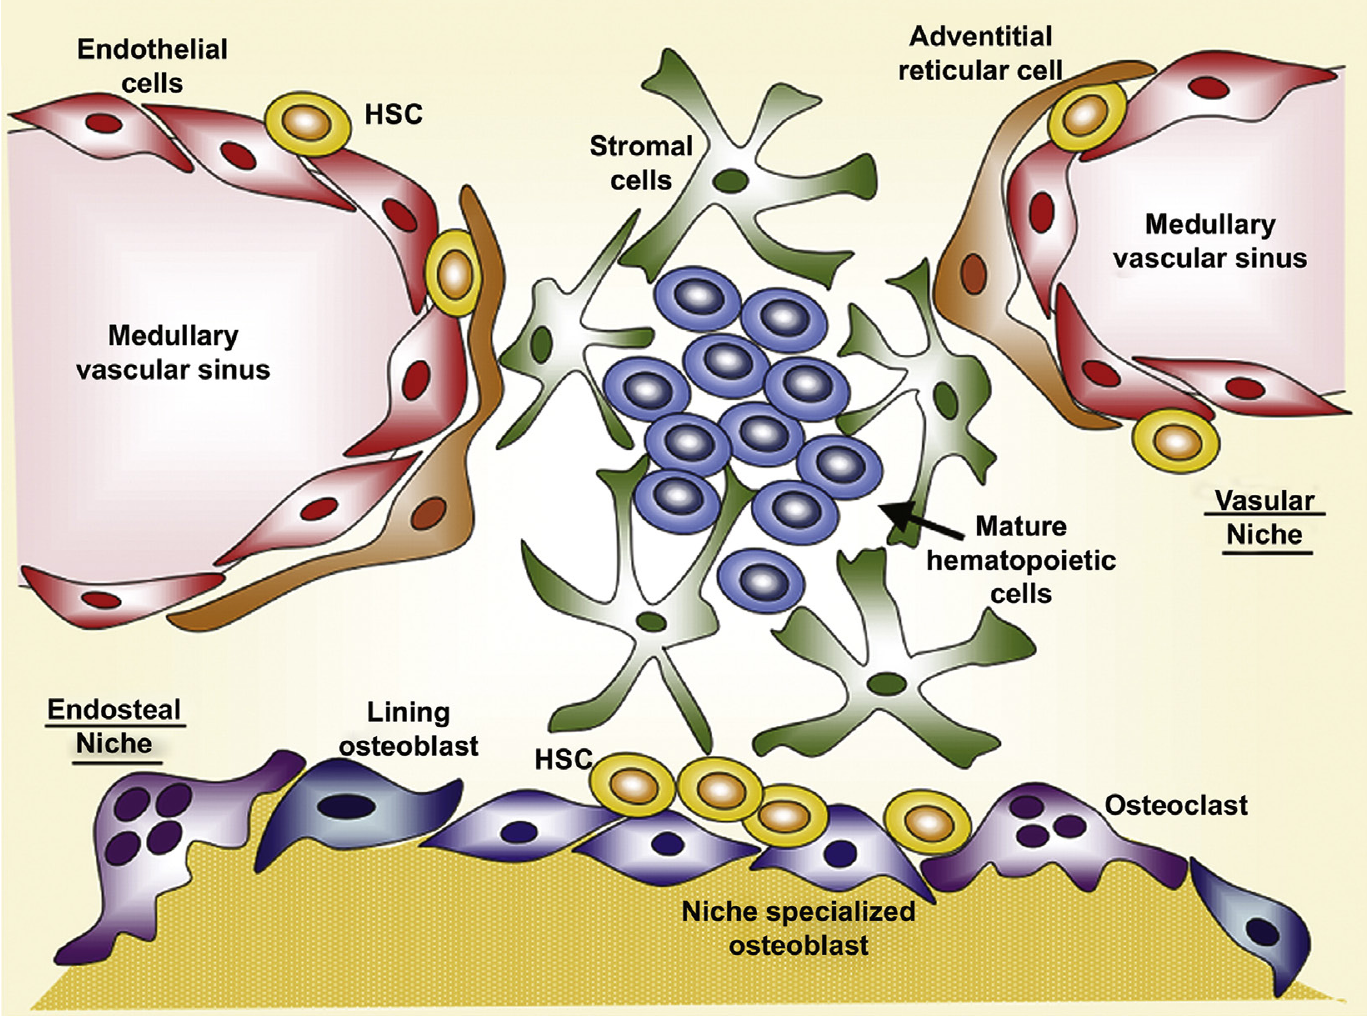 Endothelial
cells
HSC
Adventitial
reticular cell
Stromal
cells
Medullary
vascular sinus
Medullary
vascular sinus
Vasular
Niche
Mature
hematopoietic
cells
Endosteal
Niche
Lining
osteoblast
HSC
Osteoclast
Niche specialized
osteoblast